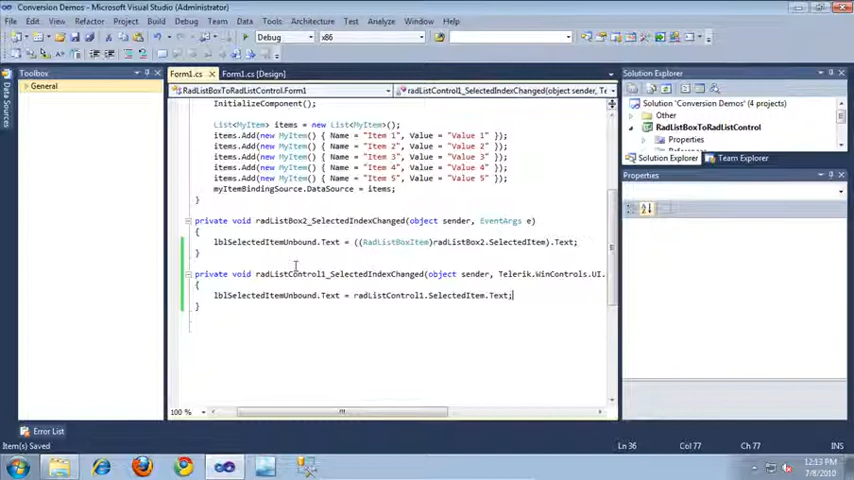 Conversion Demos - Microsoft Visual Studio (Administrator)
File Edit View Refactor Project Build Debug Team Data Tools Architecture Test Analyze Window Help
Debug x86
Toolbox
General
Data Sources
Form1.cs Form1.cs [Design]
RadListBoxToRadListControl.Form1 radListControl1_SelectedIndexChanged(object sender, Te
InitializeComponent();
List<MyItem> items = new List<MyItem>();
items.Add(new MyItem() { Name = "Item 1", Value = "Value 1" });
items.Add(new MyItem() { Name = "Item 2", Value = "Value 2" });
items.Add(new MyItem() { Name = "Item 3", Value = "Value 3" });
items.Add(new MyItem() { Name = "Item 4", Value = "Value 4" });
items.Add(new MyItem() { Name = "Item 5", Value = "Value 5" });
myItemBindingSource.DataSource = items;
}
private void radListBox2_SelectedIndexChanged(object sender, EventArgs e)
{
lblSelectedItemUnbound.Text = ((RadListBoxItem)radListBox2.SelectedItem).Text;
}
private void radListControl1_SelectedIndexChanged(object sender, Telerik.WinControls.UI.
{
lblSelectedItemUnbound.Text = radListControl1.SelectedItem.Text;
}
100 %
Solution Explorer
Solution 'Conversion Demos' (4 projects)
Other
RadListBoxToRadListControl
Properties
Solution Explorer Team Explorer
Properties
Error List
Item(s) Saved Ln 36 Col 77 Ch 77 INS
12:13 PM
7/8/2010